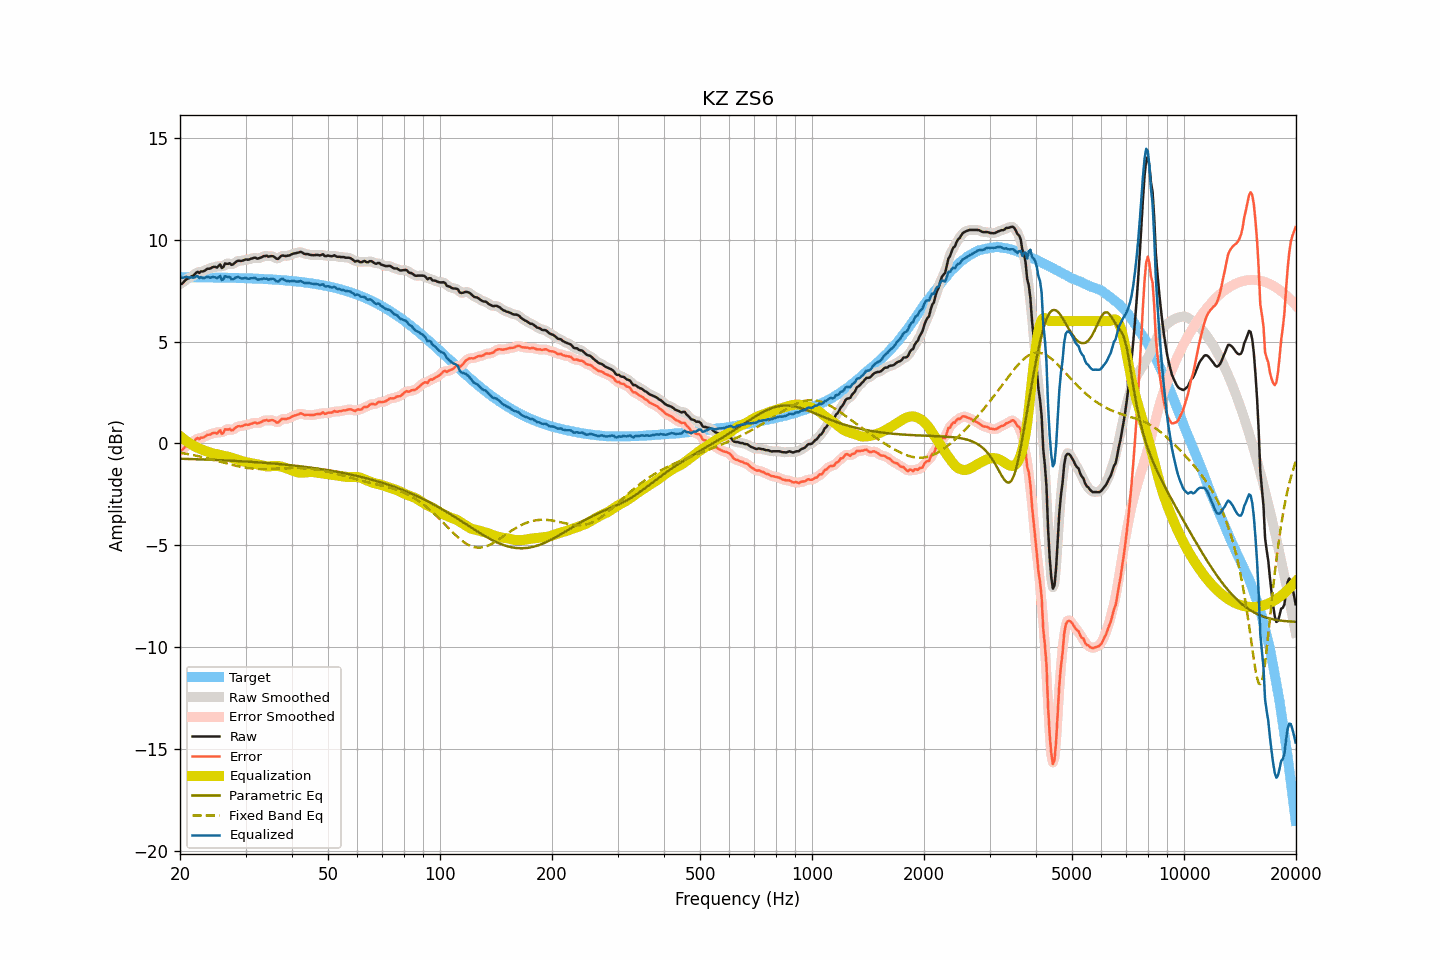 KZ ZS6
Amplitude (dBr)
15
10
5
0
−5
−10
−15
−20
Target
Raw Smoothed
Error Smoothed
Raw
Error
Equalization
Parametric Eq
Fixed Band Eq
Equalized
20 50 100 200 500 1000 2000 5000 10000 20000
Frequency (Hz)